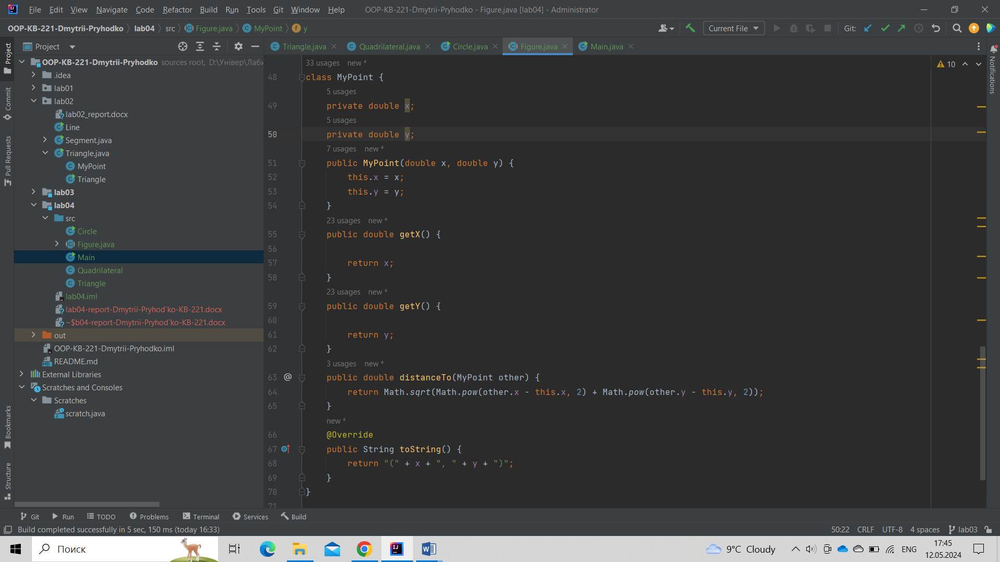 File Edit View Navigate Code Refactor Build Run Tools Git Window Help OOP-KB-221-Dmytrii-Pryhodko - Figure.java [lab04] - Administrator
OOP-KB-221-Dmytrii-Pryhodko lab04 src Figure.java MyPoint y Current File Git:
Project Triangle.java Quadrilateral.java Circle.java Figure.java Main.java
OOP-KB-221-Dmytrii-Pryhodko sources root, D:\Універ\Лаби
.idea
lab01
lab02
lab02_report.docx
Line
Segment.java
Triangle.java
MyPoint
Triangle
lab03
lab04
src
Circle
Figure.java
Main
Quadrilateral
Triangle
lab04.iml
lab04-report-Dmytrii-Pryhod`ko-KB-221.docx
~$b04-report-Dmytrii-Pryhod`ko-KB-221.docx
out
OOP-KB-221-Dmytrii-Pryhodko.iml
README.md
External Libraries
Scratches and Consoles
Scratches
scratch.java
Project
Commit
Pull Requests
Bookmarks
Structure
33 usages new *
10
48 class MyPoint {
5 usages
49 private double x;
5 usages
50 private double y;
7 usages new *
51 public MyPoint(double x, double y) {
52 this.x = x;
53 this.y = y;
54 }
23 usages new *
55 public double getX() {
56
57 return x;
58 }
23 usages new *
59 public double getY() {
60
61 return y;
62 }
3 usages new *
63 @ public double distanceTo(MyPoint other) {
64 return Math.sqrt(Math.pow(other.x - this.x, 2) + Math.pow(other.y - this.y, 2));
65 }
new *
66 @Override
67 public String toString() {
68 return "(" + x + ", " + y + ")";
69 }
70 }
71
Notifications
Git Run TODO Problems Terminal Services Build
Build completed successfully in 5 sec, 150 ms (today 16:33) 50:22 CRLF UTF-8 4 spaces lab03
Поиск 9°C Cloudy ENG 17:45
12.05.2024